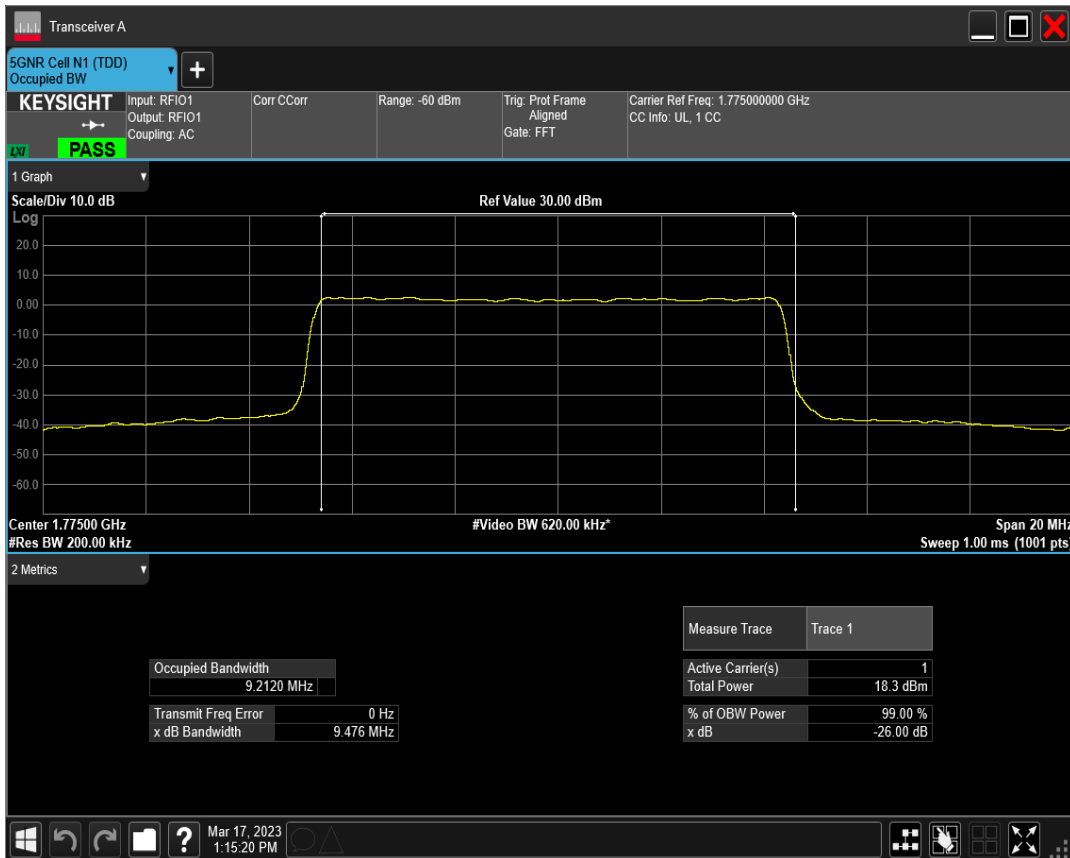 Transceiver A
5GNR Cell N1 (TDD)
Occupied BW
+
KEYSIGHT
LXI
PASS
Input: RFIO1
Output: RFIO1
Coupling: AC
Corr CCorr
Range: -60 dBm
Trig: Prot Frame
Aligned
Gate: FFT
Carrier Ref Freq: 1.775000000 GHz
CC Info: UL, 1 CC
1 Graph
Scale/Div 10.0 dB
Ref Value 30.00 dBm
Log
20.0
10.0
0.00
-10.0
-20.0
-30.0
-40.0
-50.0
-60.0
Center 1.77500 GHz
#Video BW 620.00 kHz*
Span 20 MHz
#Res BW 200.00 kHz
Sweep 1.00 ms (1001 pts)
2 Metrics
Measure Trace Trace 1
Occupied Bandwidth
9.2120 MHz
Transmit Freq Error 0 Hz
x dB Bandwidth 9.476 MHz
Active Carrier(s) 1
Total Power 18.3 dBm
% of OBW Power 99.00 %
x dB -26.00 dB
?
Mar 17, 2023
1:15:20 PM